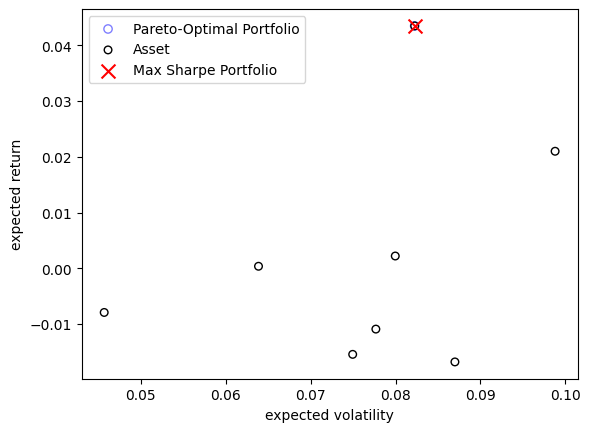 Pareto-Optimal Portfolio
Asset
Max Sharpe Portfolio
0.04
0.03
0.02
0.01
0.00
−0.01
expected return
0.05
0.06
0.07
0.08
0.09
0.10
expected volatility